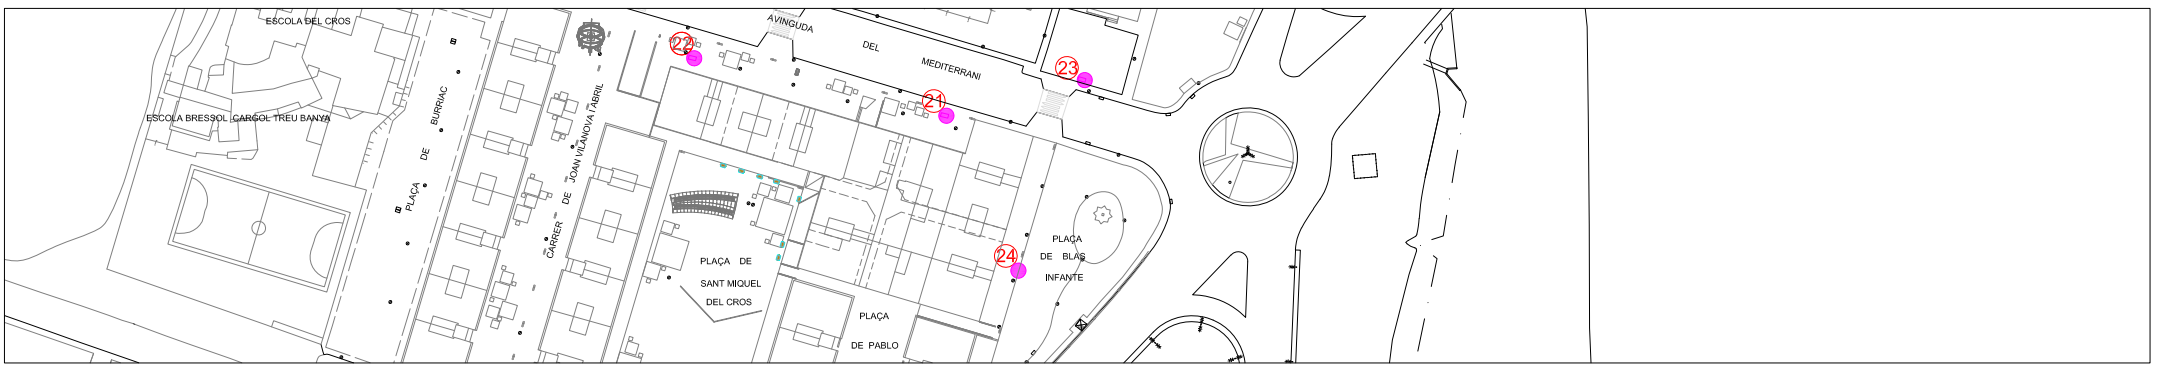 ESCOLA DEL CROS
ESCOLA BRESSOL CARGOL TREU BANYA
PLAÇA DE BURRIAC
CARRER DE JOAN VILANOVA I ABRIL
AVINGUDA DEL MEDITERRANI
22
21
23
24
PLAÇA DE
SANT MIQUEL
DEL CROS
PLAÇA
DE BLAS
INFANTE
PLAÇA
DE PABLO